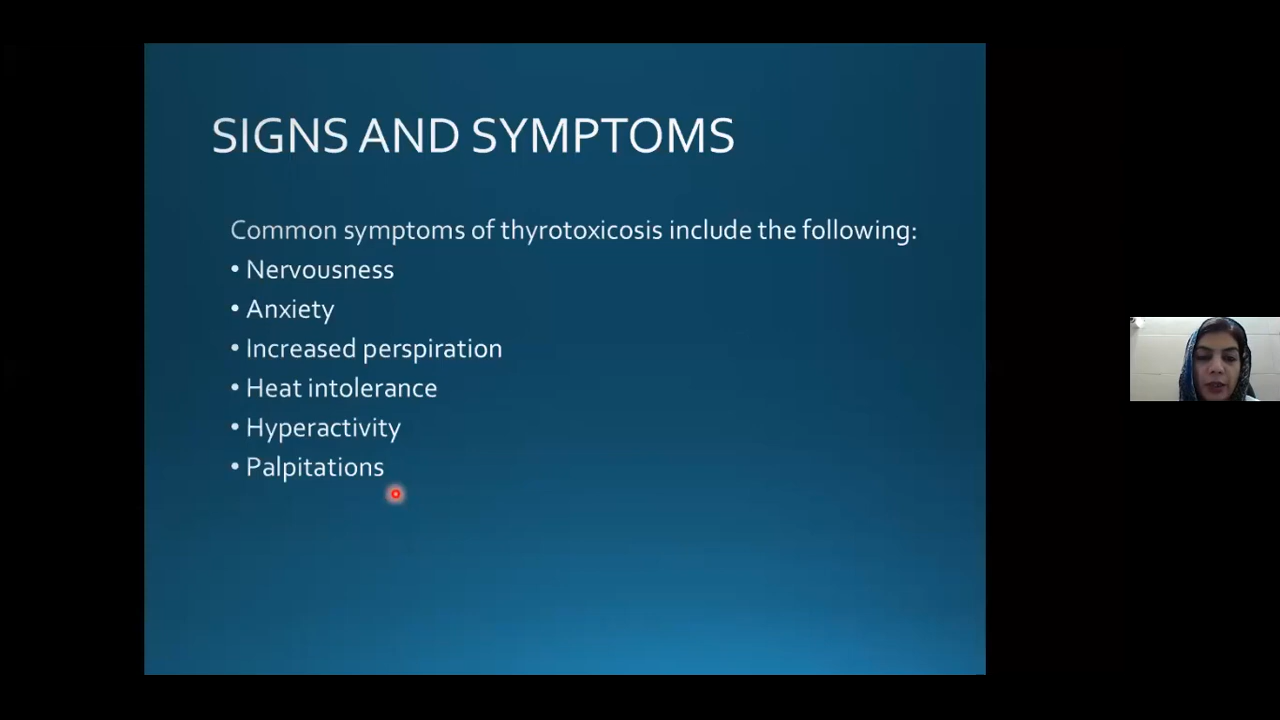 SIGNS AND SYMPTOMS
Common symptoms of thyrotoxicosis include the following:
• Nervousness
• Anxiety
• Increased perspiration
• Heat intolerance
• Hyperactivity
• Palpitations